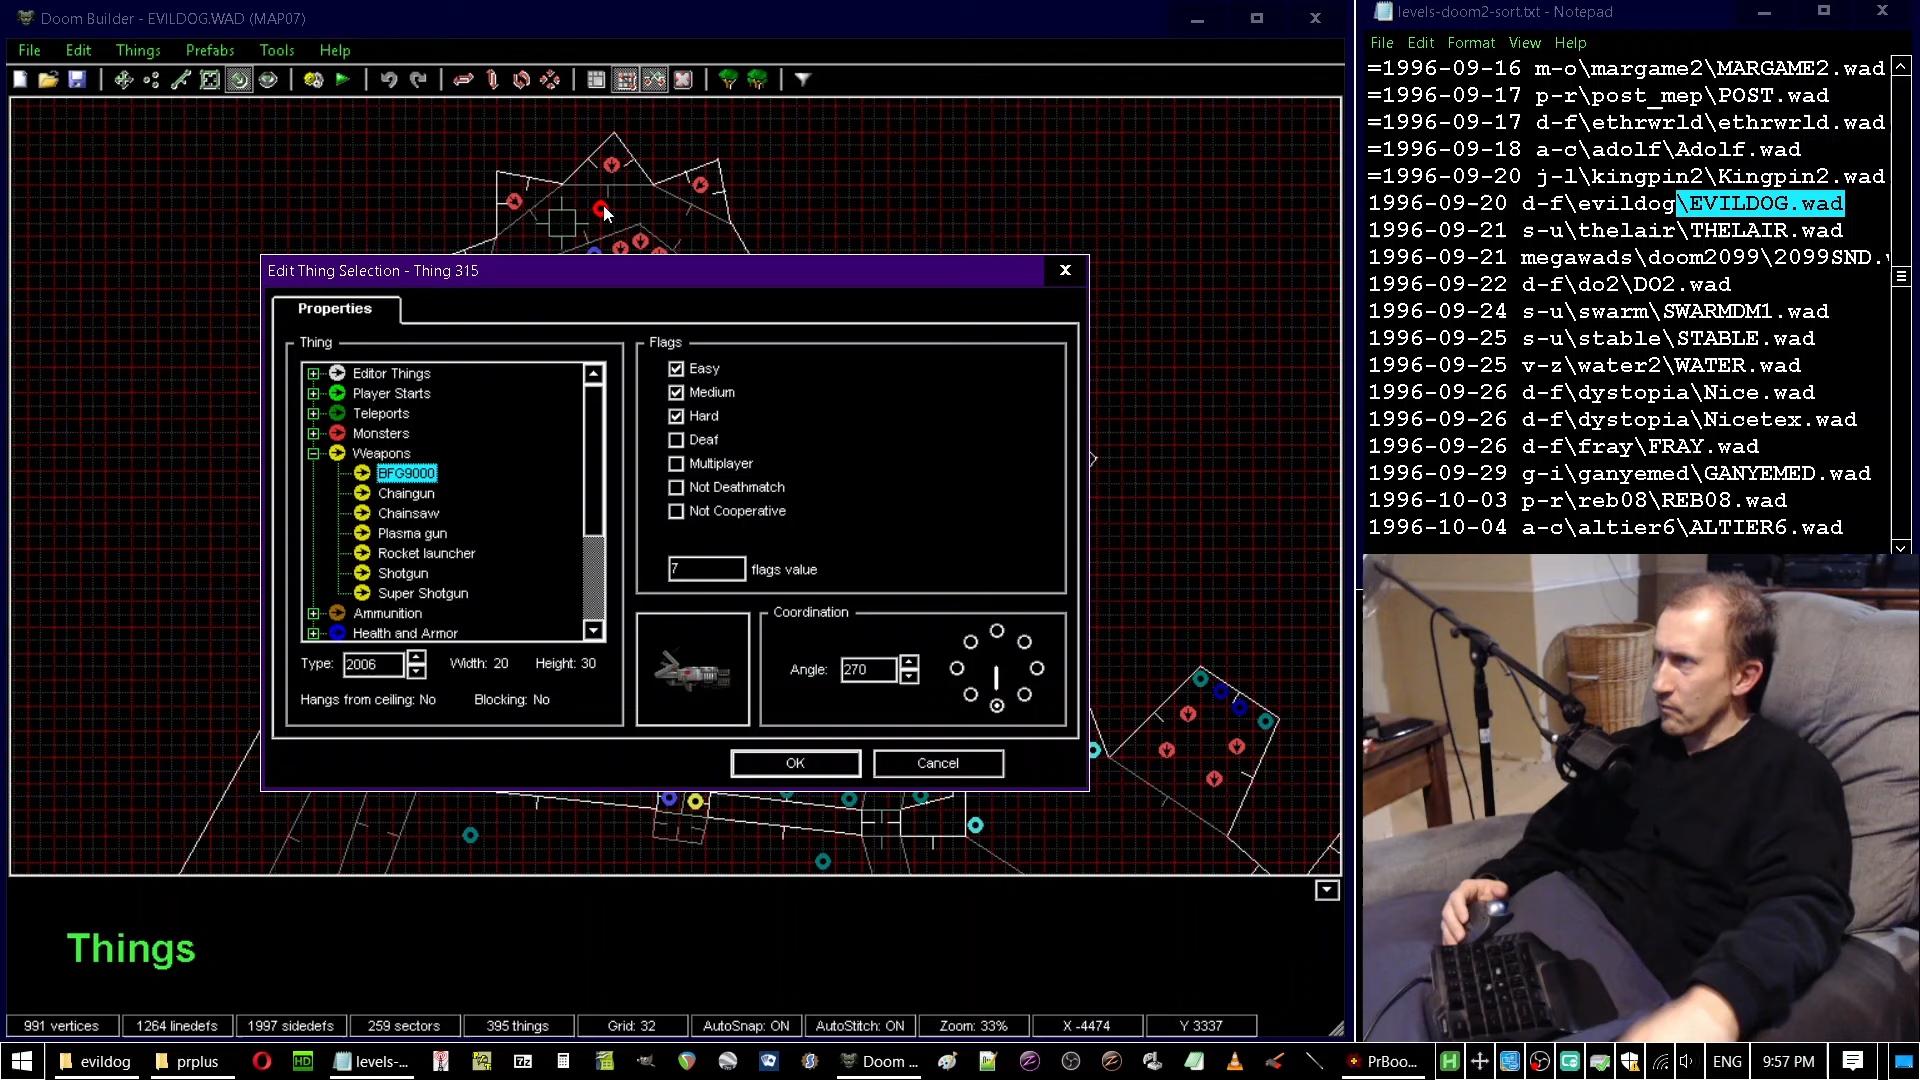 Doom Builder - EVILDOG.WAD (MAP07)
File Edit Things Prefabs Tools Help
Edit Thing Selection - Thing 315
Properties
Thing
Editor Things
Player Starts
Teleports
Monsters
Weapons
BFG9000
Chaingun
Chainsaw
Plasma gun
Rocket launcher
Shotgun
Super Shotgun
Ammunition
Health and Armor
Type: 2006 Width: 20 Height: 30
Hangs from ceiling: No Blocking: No
Flags
Easy
Medium
Hard
Deaf
Multiplayer
Not Deathmatch
Not Cooperative
7 flags value
Coordination
Angle: 270
OK Cancel
Things
991 vertices 1264 linedefs 1997 sidedefs 259 sectors 395 things Grid: 32 AutoSnap: ON AutoStitch: ON Zoom: 33% X -4474 Y 3337
levels-doom2-sort.txt - Notepad
File Edit Format View Help
=1996-09-16 m-o\margame2\MARGAME2.wad
=1996-09-17 p-r\post_mep\POST.wad
=1996-09-17 d-f\ethrwrld\ethrwrld.wad
=1996-09-18 a-c\adolf\Adolf.wad
=1996-09-20 j-l\kingpin2\Kingpin2.wad
1996-09-20 d-f\evildog\EVILDOG.wad
1996-09-21 s-u\thelair\THELAIR.wad
1996-09-21 megawads\doom2099\2099SND.
1996-09-22 d-f\do2\DO2.wad
1996-09-24 s-u\swarm\SWARMDM1.wad
1996-09-25 s-u\stable\STABLE.wad
1996-09-25 v-z\water2\WATER.wad
1996-09-26 d-f\dystopia\Nice.wad
1996-09-26 d-f\dystopia\Nicetex.wad
1996-09-26 d-f\fray\FRAY.wad
1996-09-29 g-i\ganyemed\GANYEMED.wad
1996-10-03 p-r\reb08\REB08.wad
1996-10-04 a-c\altier6\ALTIER6.wad
evildog prplus HD levels-... 7z Doom ... PrBoo... ENG 9:57 PM